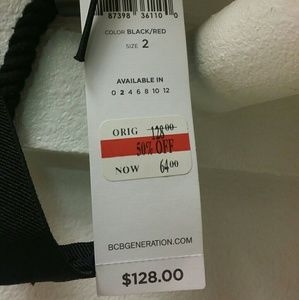 87398 36110 0
COLOR BLACK/RED
SIZE 2
AVAILABLE IN
0 2 4 6 8 10 12
ORIG 128.00
50% OFF
NOW 64.00
BCBGENERATION.COM
$128.00